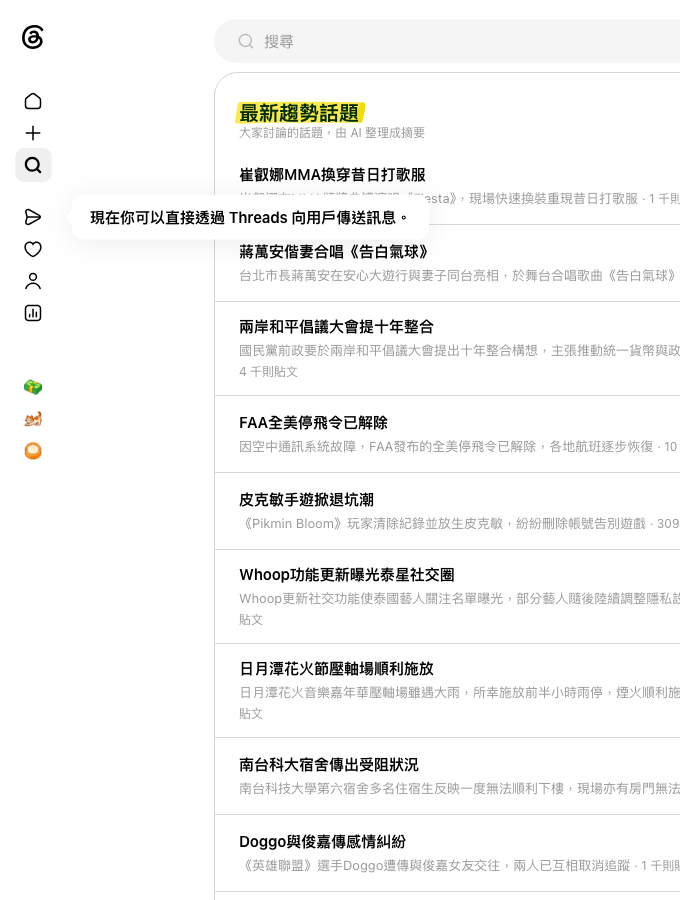 搜尋
最新趨勢話題
大家討論的話題，由 AI 整理成摘要
崔叡娜MMA換穿昔日打歌服
esta》，現場快速換裝重現昔日打歌服 · 1 千則
現在你可以直接透過 Threads 向用戶傳送訊息。
蔣萬安偕妻合唱《告白氣球》
台北市長蔣萬安在安心大遊行與妻子同台亮相，於舞台合唱歌曲《告白氣球》
兩岸和平倡議大會提十年整合
國民黨前政要於兩岸和平倡議大會提出十年整合構想，主張推動統一貨幣與政
4 千則貼文
FAA全美停飛令已解除
因空中通訊系統故障，FAA發布的全美停飛令已解除，各地航班逐步恢復 · 10
皮克敏手遊掀退坑潮
《Pikmin Bloom》玩家清除紀錄並放生皮克敏，紛紛刪除帳號告別遊戲 · 309
Whoop功能更新曝光泰星社交圈
Whoop更新社交功能使泰國藝人關注名單曝光，部分藝人隨後陸續調整隱私設
貼文
日月潭花火節壓軸場順利施放
日月潭花火音樂嘉年華壓軸場雖遇大雨，所幸施放前半小時雨停，煙火順利施
貼文
南台科大宿舍傳出受阻狀況
南台科技大學第六宿舍多名住宿生反映一度無法順利下樓，現場亦有房門無法
Doggo與俊嘉傳感情糾紛
《英雄聯盟》選手Doggo遭傳與俊嘉女友交往，兩人已互相取消追蹤 · 1 千則